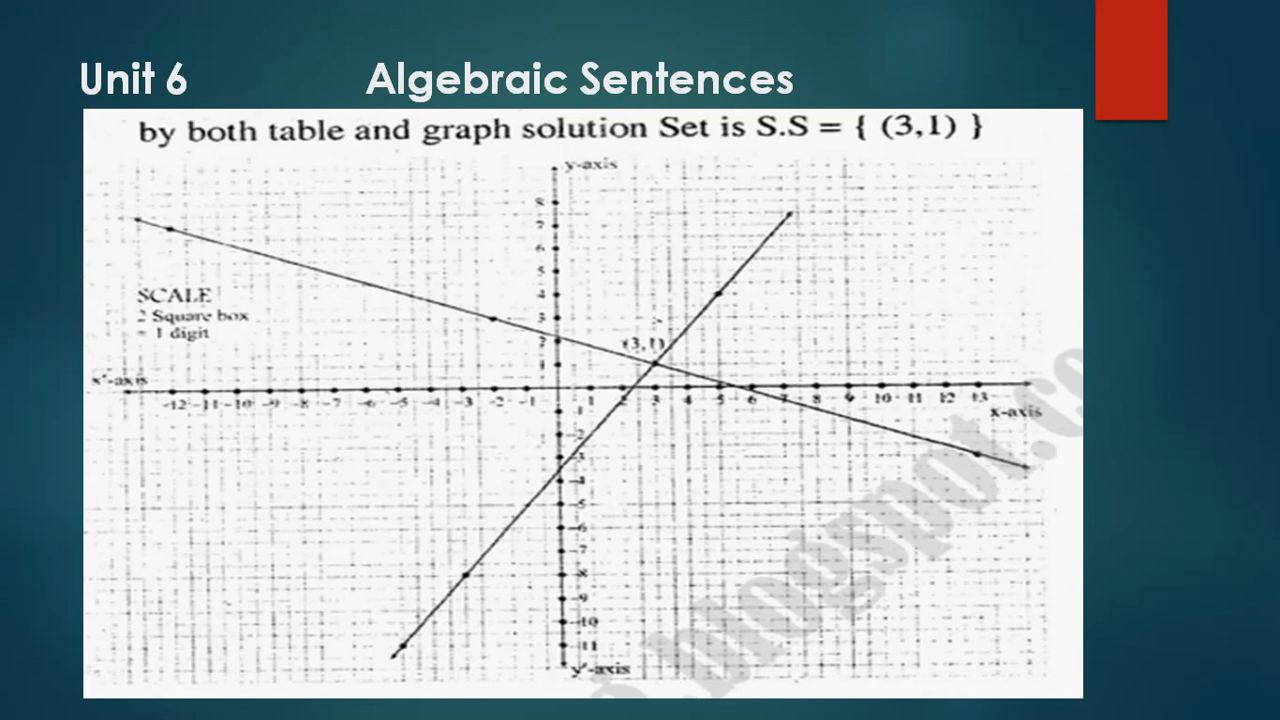 Unit 6 Algebraic Sentences
by both table and graph solution Set is S.S = { (3,1) }
y-axis
8
7
6
5
4
3
2
1
SCALE
2 Square box
= 1 digit
(3,1)
x'-axis
-12 -11 -10 -9 -8 -7 -6 -5 -4 -3 -2 -1 1 2 3 4 5 6 7 8 9 10 11 12 13
x-axis
-1
-2
-3
-4
-5
-6
-7
-8
-9
-10
-11
y'-axis